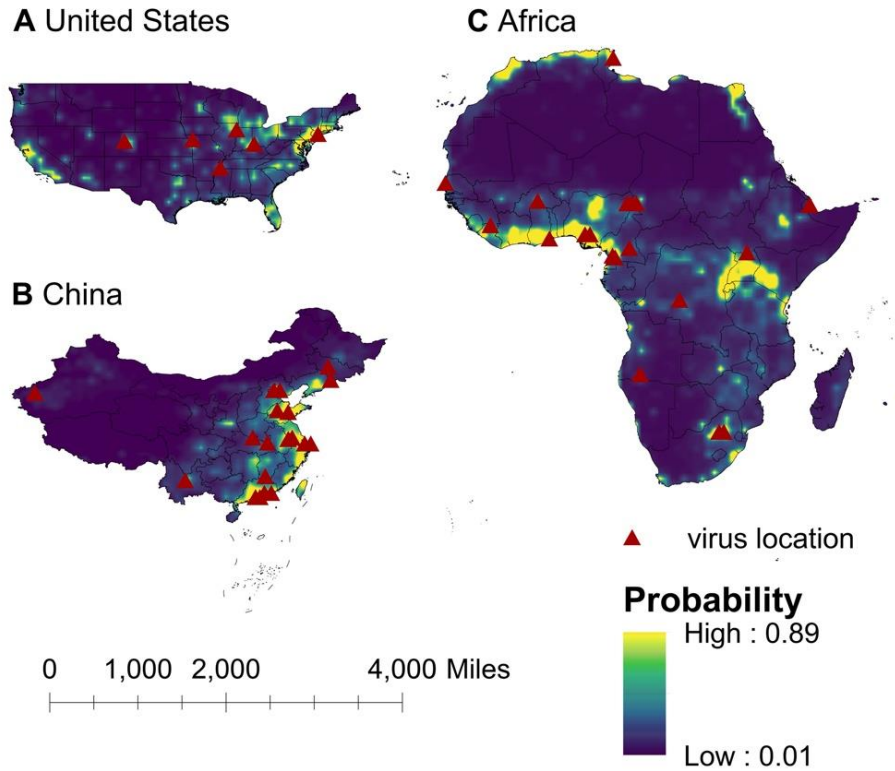 A United States
C Africa
B China
virus location
Probability
High : 0.89
Low : 0.01
0 1,000 2,000 4,000 Miles